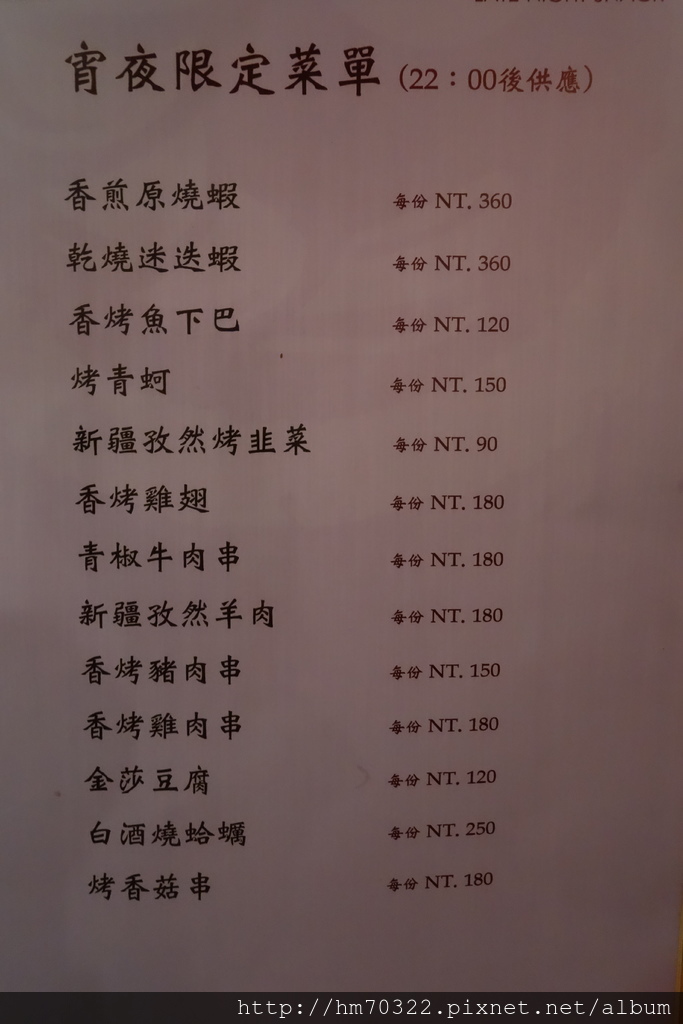 宵夜限定菜單 (22：00後供應)
香煎原燒蝦 每份 NT. 360
乾燒迷迭蝦 每份 NT. 360
香烤魚下巴 每份 NT. 120
烤青蚵 每份 NT. 150
新疆孜然烤韭菜 每份 NT. 90
香烤雞翅 每份 NT. 180
青椒牛肉串 每份 NT. 180
新疆孜然羊肉 每份 NT. 180
香烤豬肉串 每份 NT. 150
香烤雞肉串 每份 NT. 180
金莎豆腐 每份 NT. 120
白酒燒蛤蠣 每份 NT. 250
烤香菇串 每份 NT. 180
http://hm70322.pixnet.net/album